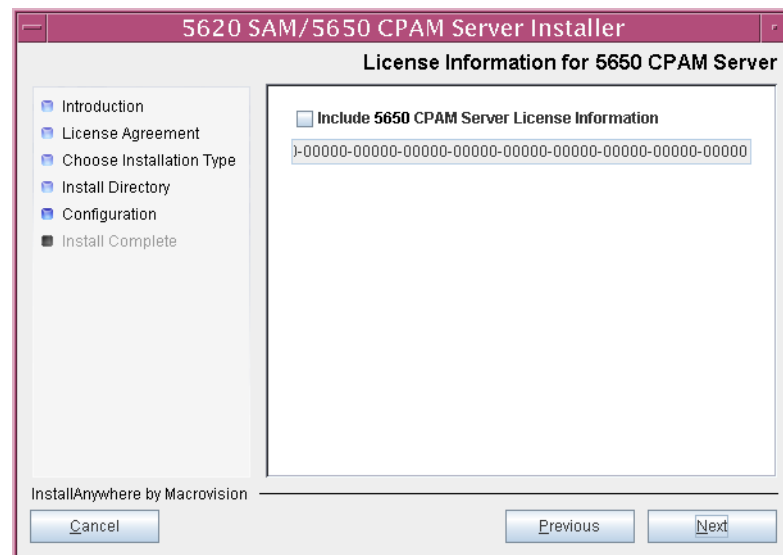 5620 SAM/5650 CPAM Server Installer
License Information for 5650 CPAM Server
Introduction
License Agreement
Choose Installation Type
Install Directory
Configuration
Install Complete
Include 5650 CPAM Server License Information
-00000-00000-00000-00000-00000-00000-00000-00000
InstallAnywhere by Macrovision
Cancel
Previous
Next